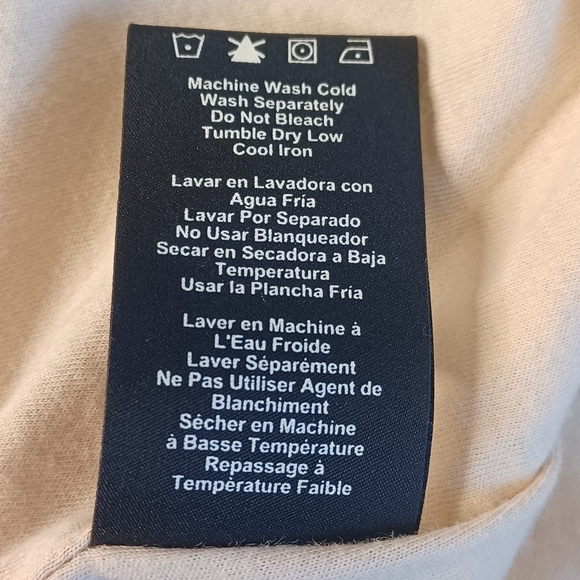 Machine Wash Cold
Wash Separately
Do Not Bleach
Tumble Dry Low
Cool Iron
Lavar en Lavadora con
Agua Fría
Lavar Por Separado
No Usar Blanqueador
Secar en Secadora a Baja
Temperatura
Usar la Plancha Fría
Laver en Machine à
L'Eau Froide
Laver Séparément
Ne Pas Utiliser Agent de
Blanchiment
Sécher en Machine
à Basse Température
Repassage à
Température Faible